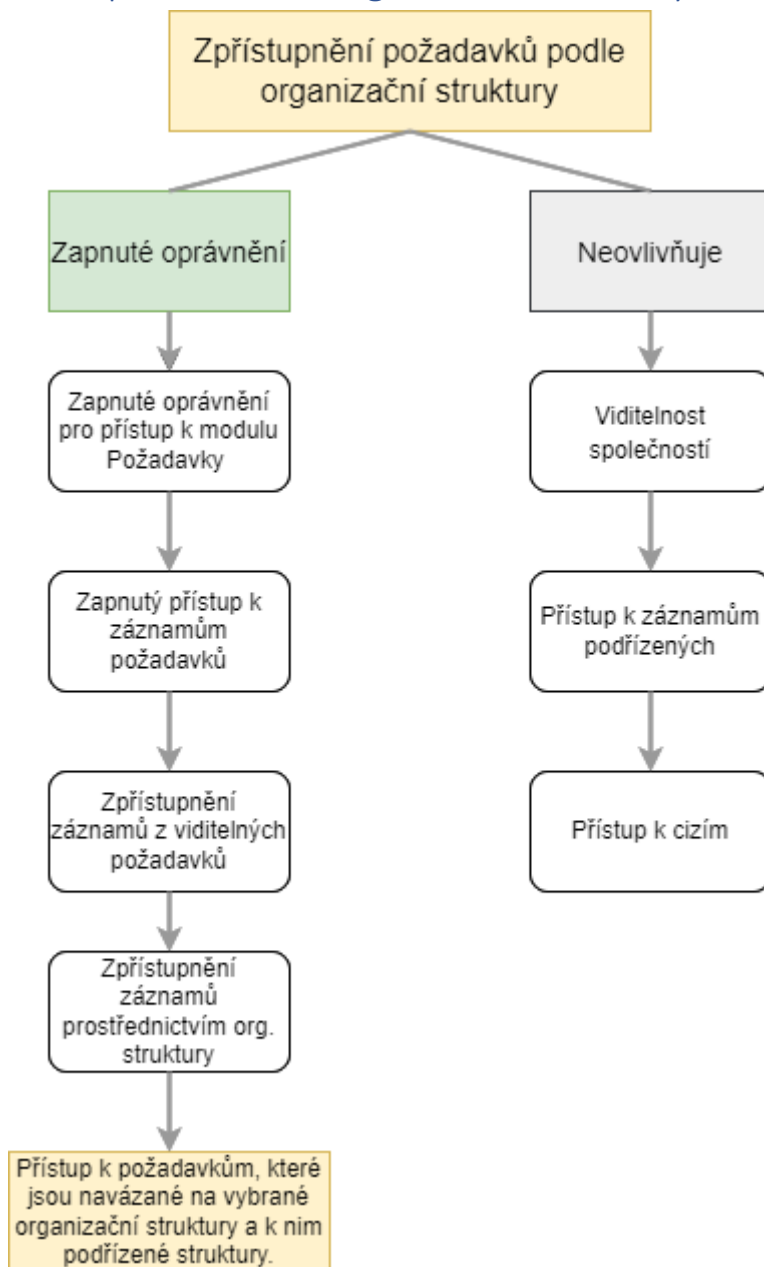 Zpřístupnění požadavků podle
organizační struktury
Zapnuté oprávnění
Neovlivňuje
Zapnuté oprávnění
pro přístup k modulu
Požadavky
Viditelnost
společností
Zapnutý přístup k
záznamům
požadavků
Přístup k záznamům
podřízených
Zpřístupnění
záznamů z viditelných
požadavků
Přístup k cizím
Zpřístupnění
záznamů
prostřednictvím org.
struktury
Přístup k požadavkům, které
jsou navázané na vybrané
organizační struktury a k nim
podřízené struktury.